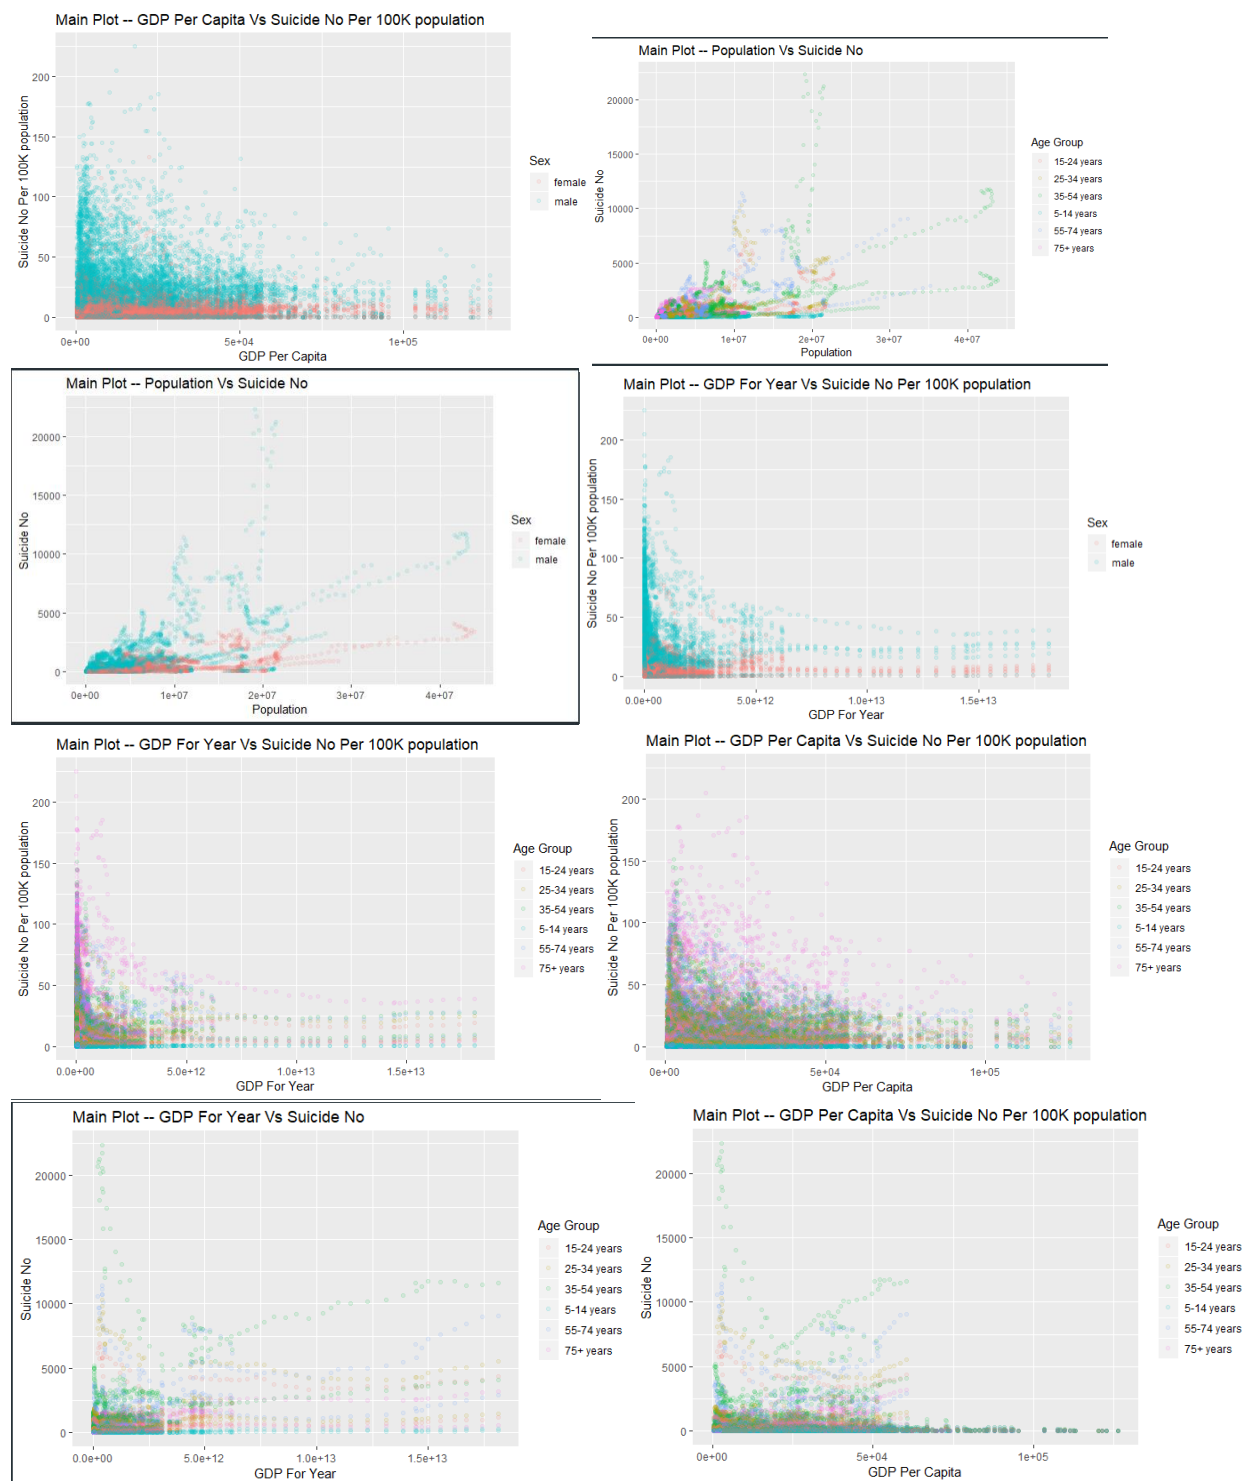 Main Plot -- GDP Per Capita Vs Suicide No Per 100K population
Suicide No Per 100K population
200
150
100
50
0
0e+00
5e+04
1e+05
GDP Per Capita
Sex
female
male
Main Plot -- Population Vs Suicide No
Suicide No
20000
15000
10000
5000
0
0e+00
1e+07
2e+07
3e+07
4e+07
Population
Age Group
15-24 years
25-34 years
35-54 years
5-14 years
55-74 years
75+ years
Main Plot -- Population Vs Suicide No
Suicide No
20000
15000
10000
5000
0
0e+00
1e+07
2e+07
3e+07
4e+07
Population
Sex
female
male
Main Plot -- GDP For Year Vs Suicide No Per 100K population
Suicide No Per 100K population
200
150
100
50
0
0.0e+00
5.0e+12
1.0e+13
1.5e+13
GDP For Year
Sex
female
male
Main Plot -- GDP For Year Vs Suicide No Per 100K population
Suicide No Per 100K population
200
150
100
50
0
0.0e+00
5.0e+12
1.0e+13
1.5e+13
GDP For Year
Age Group
15-24 years
25-34 years
35-54 years
5-14 years
55-74 years
75+ years
Main Plot -- GDP Per Capita Vs Suicide No Per 100K population
Suicide No Per 100K population
200
150
100
50
0
0e+00
5e+04
1e+05
GDP Per Capita
Age Group
15-24 years
25-34 years
35-54 years
5-14 years
55-74 years
75+ years
Main Plot -- GDP For Year Vs Suicide No
Suicide No
20000
15000
10000
5000
0
0.0e+00
5.0e+12
1.0e+13
1.5e+13
GDP For Year
Age Group
15-24 years
25-34 years
35-54 years
5-14 years
55-74 years
75+ years
Main Plot -- GDP Per Capita Vs Suicide No Per 100K population
Suicide No
20000
15000
10000
5000
0
0e+00
5e+04
1e+05
GDP Per Capita
Age Group
15-24 years
25-34 years
35-54 years
5-14 years
55-74 years
75+ years